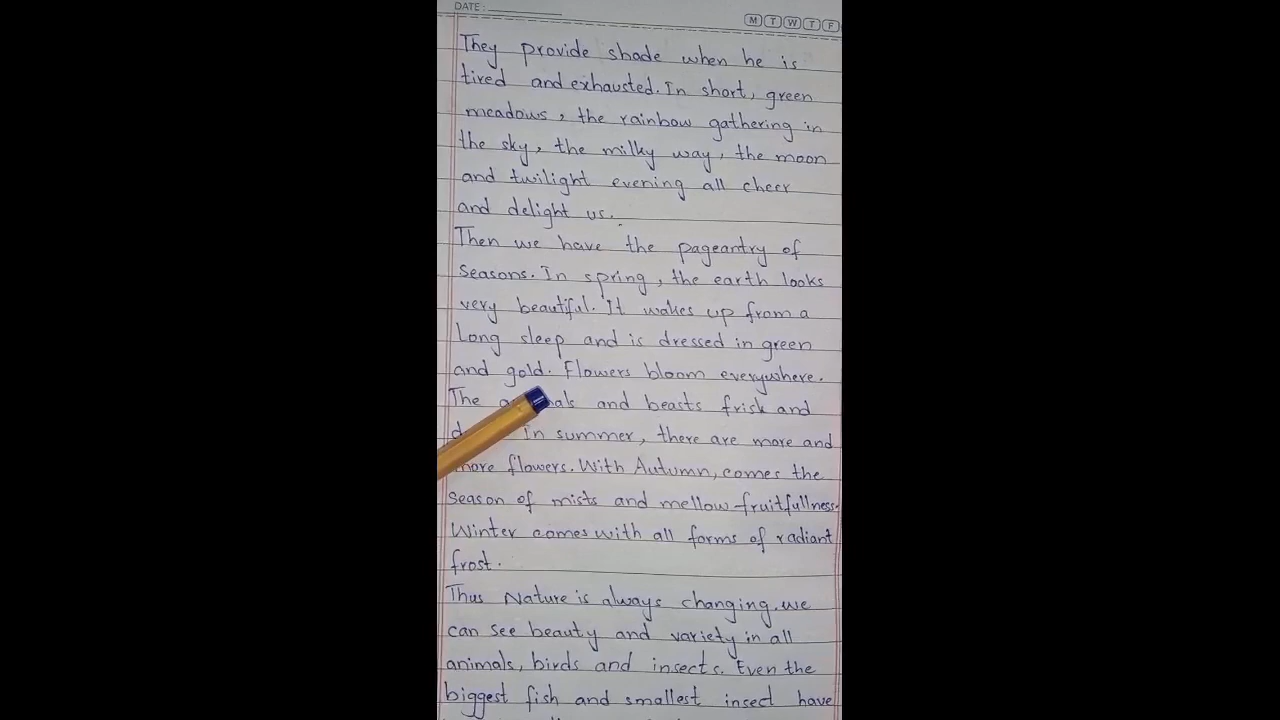 DATE:
M T W T F
They provide shade when he is
tired and exhausted. In short, green
meadows, the rainbow gathering in
the sky, the milky way, the moon
and twilight evening all cheer
and delight us.
Then we have the pageantry of
seasons. In spring, the earth looks
very beautiful. It wakes up from a
long sleep and is dressed in green
and gold. Flowers bloom everywhere.
The and beasts frisk and
In summer, there are more and
more flowers. With Autumn, comes the
season of mists and mellow fruitfullness.
Winter comes with all forms of radiant
frost.
Thus Nature is always changing. we
can see beauty and variety in all
animals, birds and insects. Even the
biggest fish and smallest insect have